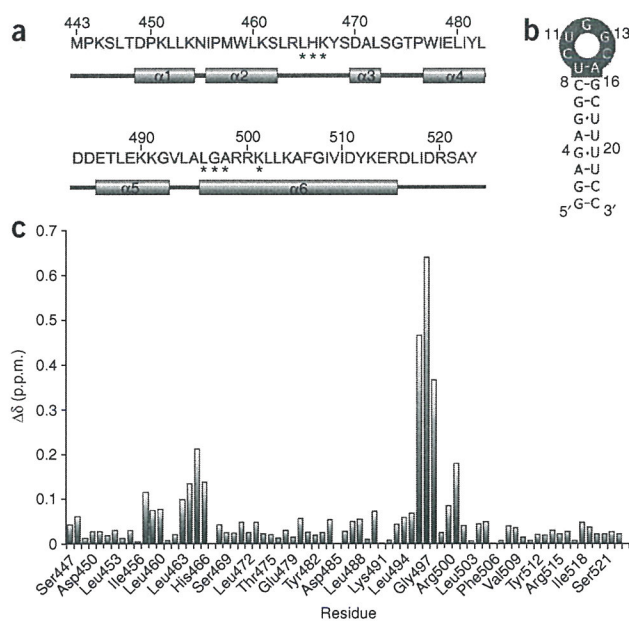 a
443 450 460 470 480
MPKSLTDPKLLKNIPMWLKSLRLHKYSDALSGTPWIELIYL
***
α1 α2 α3 α4
490 500 510 520
DDETLEKKGVLALGARRKLLKAFGIVIDYKERDLIDRSAY
*** *
α5 α6
b
G
U G
11 13
C C
U-A
8 C-G 16
G-C
G·U
A-U
4 G·U 20
A-U
G-C
5' G-C 3'
c
0.7
0.6
0.5
0.4
0.3
0.2
0.1
0
Δδ (p.p.m.)
Ser447 Asp450 Leu453 Ile456 Leu460 Leu463 His466 Ser469 Leu472 Thr475 Glu479 Tyr482 Asp485 Leu488 Lys491 Leu494 Gly497 Arg500 Leu503 Phe506 Val509 Tyr512 Arg515 Ile518 Ser521
Residue